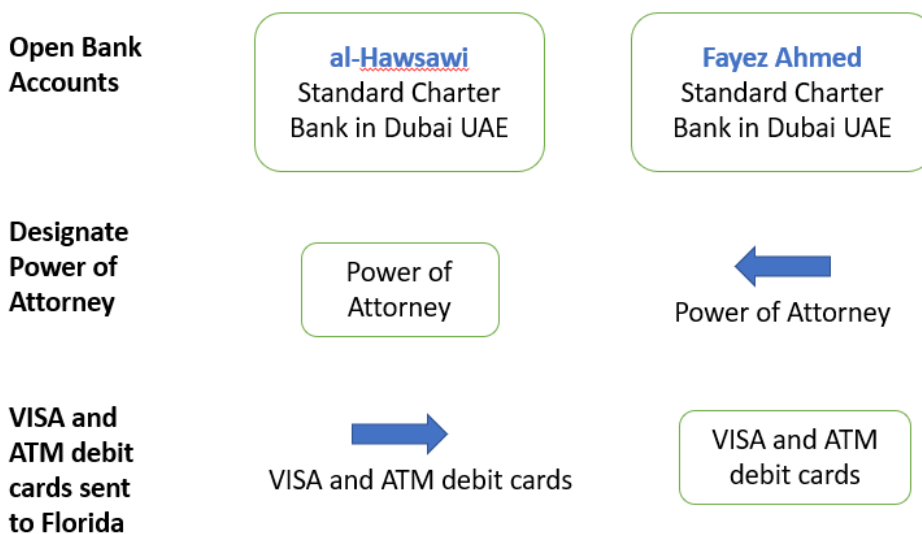 Open Bank
Accounts
al-Hawsawi
Standard Charter
Bank in Dubai UAE
Fayez Ahmed
Standard Charter
Bank in Dubai UAE
Designate
Power of
Attorney
Power of
Attorney
Power of Attorney
VISA and
ATM debit
cards sent
to Florida
VISA and ATM debit cards
VISA and ATM
debit cards